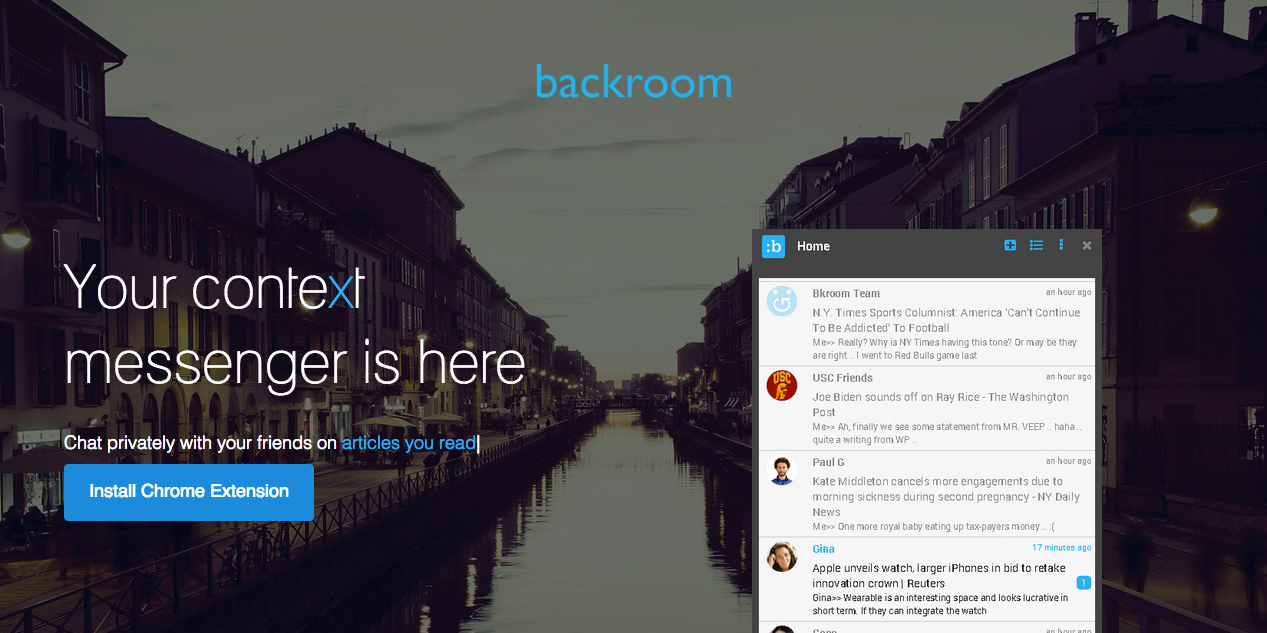 backroom
Your context
messenger is here
Chat privately with your friends on articles you read|
Install Chrome Extension
:b Home
Bkroom Team an hour ago
N.Y. Times Sports Columnist: America 'Can't Continue
To Be Addicted' To Football
Me>> Really? Why is NY Times having this tone? Or may be they
are right .. I went to Red Bulls game last
USC
USC Friends an hour ago
Joe Biden sounds off on Ray Rice - The Washington
Post
Me>> Ah, finally we see some statement from MR. VEEP .. haha ..
quite a writing from WP ..
Paul G an hour ago
Kate Middleton cancels more engagements due to
morning sickness during second pregnancy - NY Daily
News
Me>> One more royal baby eating up tax-payers money .. :(
Gina 17 minutes ago
Apple unveils watch, larger iPhones in bid to retake
innovation crown | Reuters
1
Gina>> Wearable is an interesting space and looks lucrative in
short term. If they can integrate the watch
an hour ago